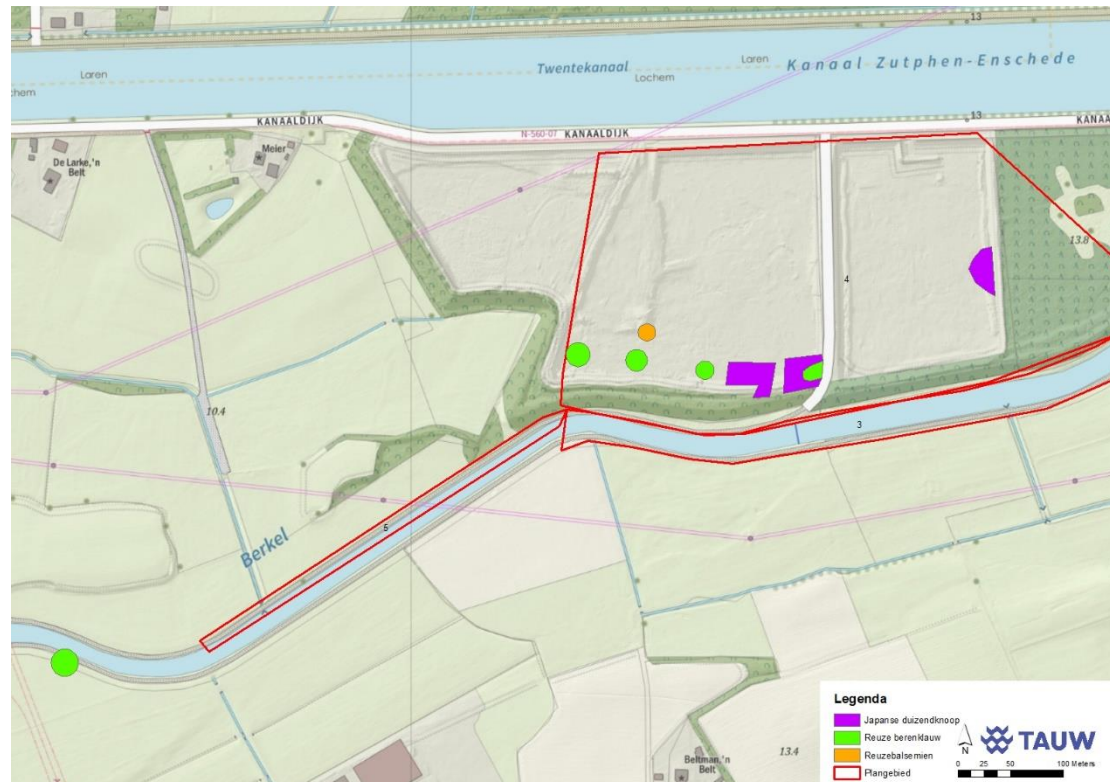 13
Laren
Twentekanaal
Laren
Kanaal Zutphen-Enschede
chem
Lochem
13
KANAALDIJK
N-560-07
KANAALDIJK
KANAA
De Larke,'n
Belt
Meier
13.8
4
10.4
3
5
Berkel
Beltman,'n
Belt
13.4
Legenda
Japanse duizendknoop
Reuze berenklauw
Reuzebalsemien
Plangebied
N
TAUW
0 25 50 100 Meters